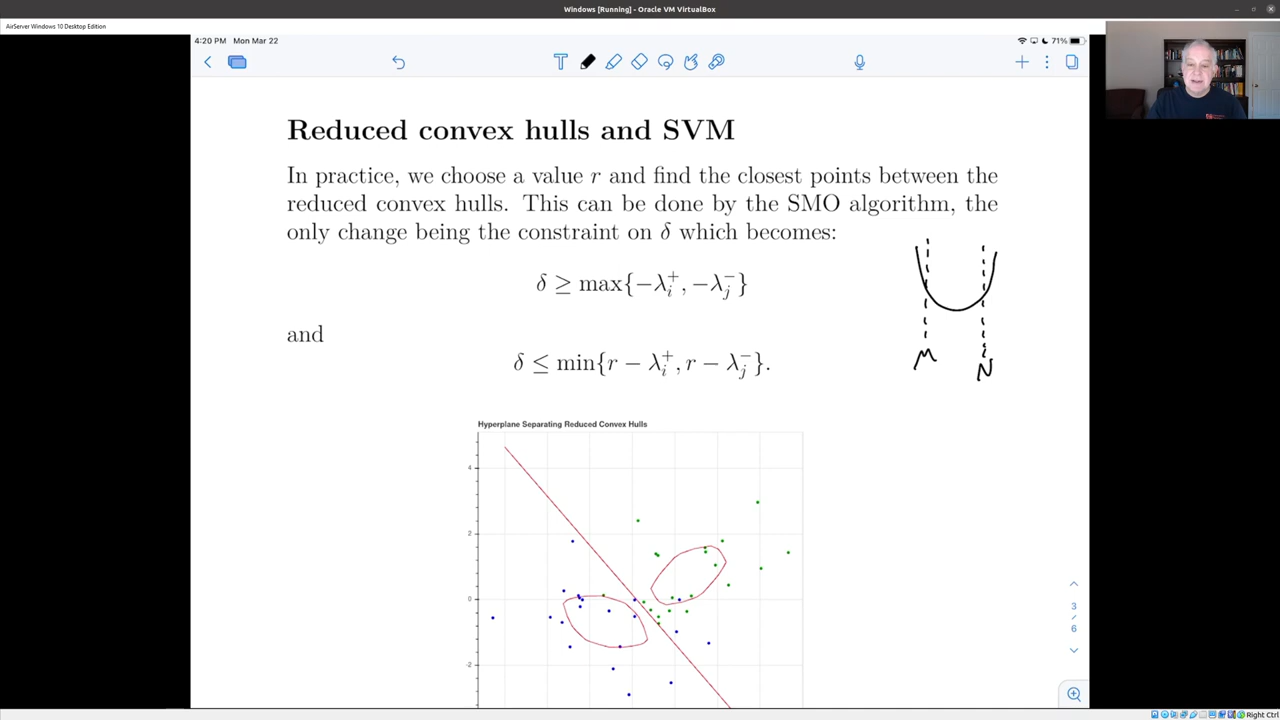 Windows [Running] - Oracle VM VirtualBox
AirServer Windows 10 Desktop Edition
4:20 PM Mon Mar 22
71%
Reduced convex hulls and SVM
In practice, we choose a value r and find the closest points between the
reduced convex hulls. This can be done by the SMO algorithm, the
only change being the constraint on δ which becomes:
δ ≥ max{−λ_i^+, −λ_j^−}
and
δ ≤ min{r − λ_i^+, r − λ_j^−}.
M N
Hyperplane Separating Reduced Convex Hulls
4
2
0
-2
3
/
6
Right Ctrl